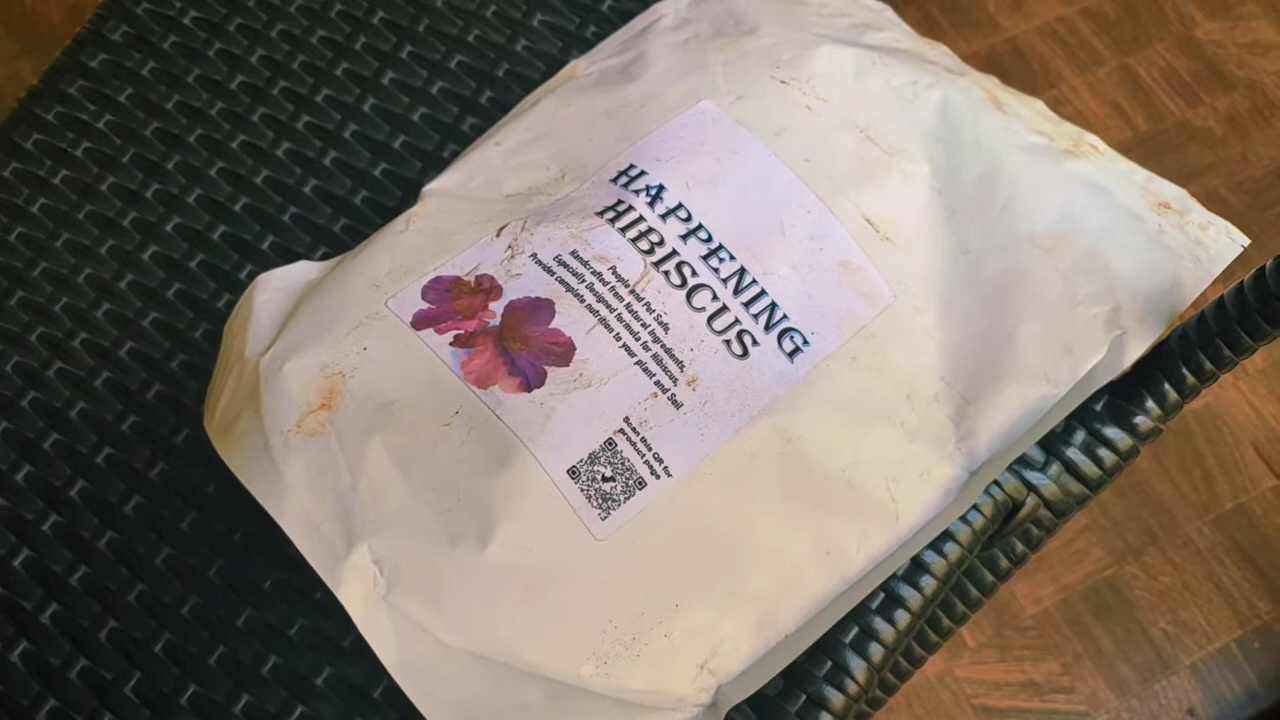 HAPPENING
HIBISCUS
People and Pet Safe,
Handcrafted from Natural Ingredients,
Especially Designed formula for Hibiscus,
Provides complete nutrition to your plant and Soil
Scan this QR for
product page